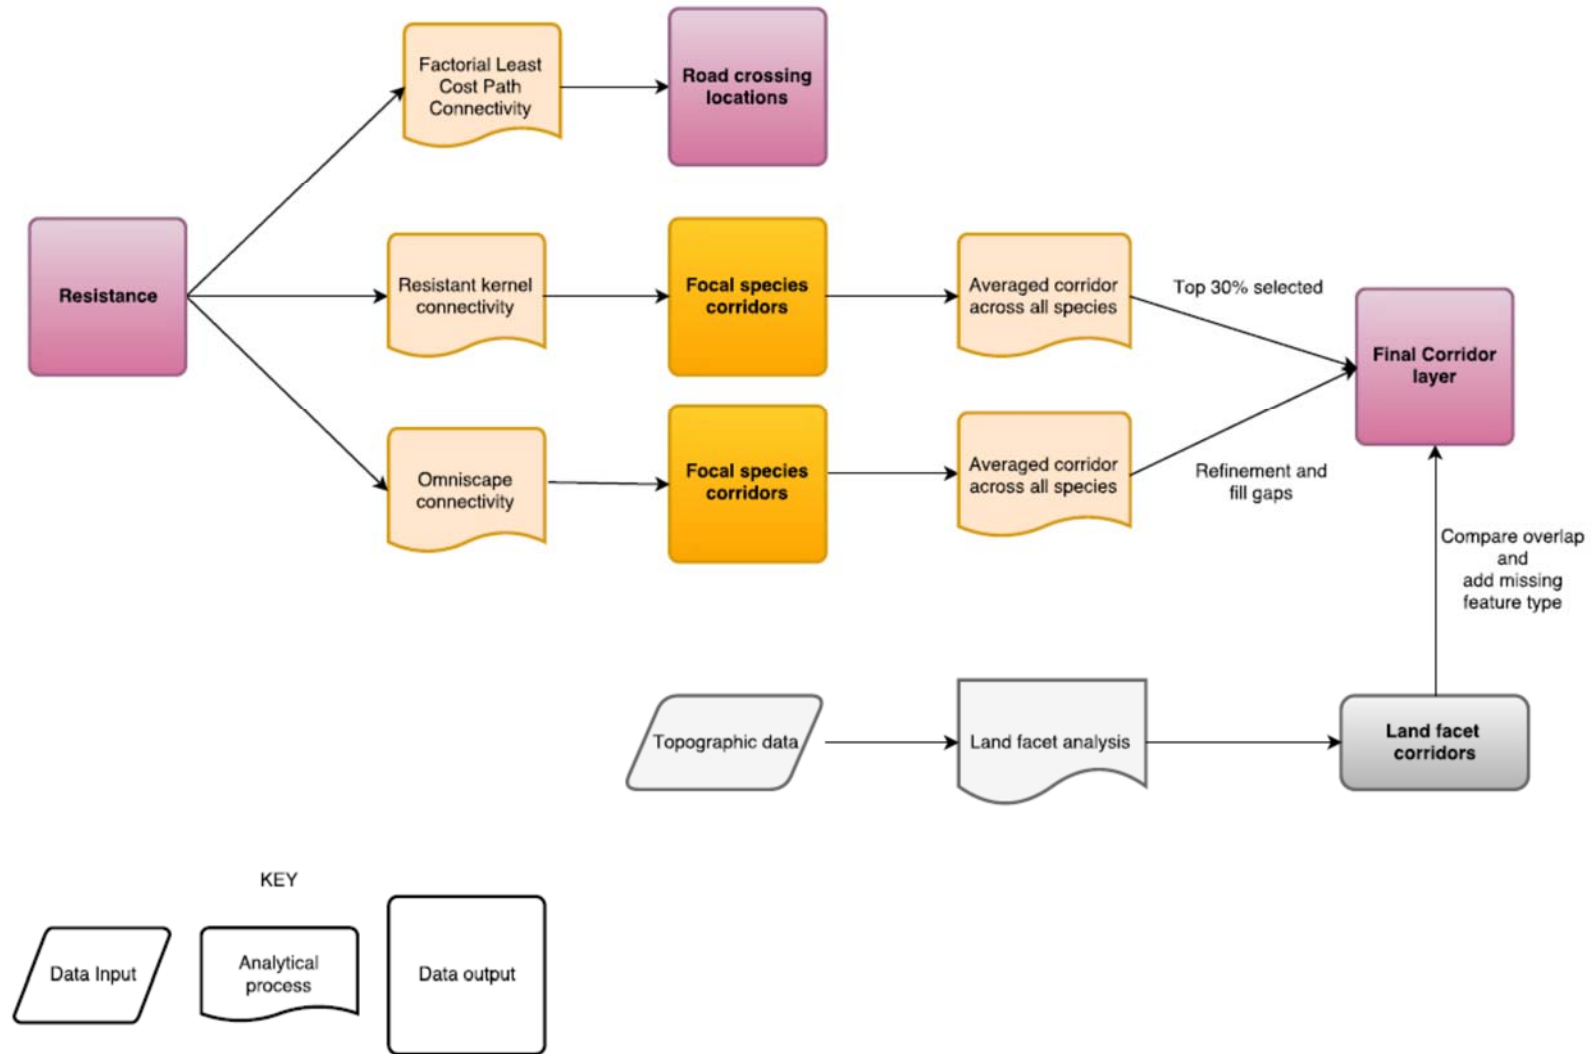 Factorial Least
Cost Path
Connectivity
Road crossing
locations
Resistance
Resistant kernel
connectivity
Focal species
corridors
Averaged corridor
across all species
Top 30% selected
Final Corridor
layer
Omniscape
connectivity
Focal species
corridors
Averaged corridor
across all species
Refinement and
fill gaps
Compare overlap
and
add missing
feature type
Topographic data
Land facet analysis
Land facet
corridors
KEY
Data Input
Analytical
process
Data output